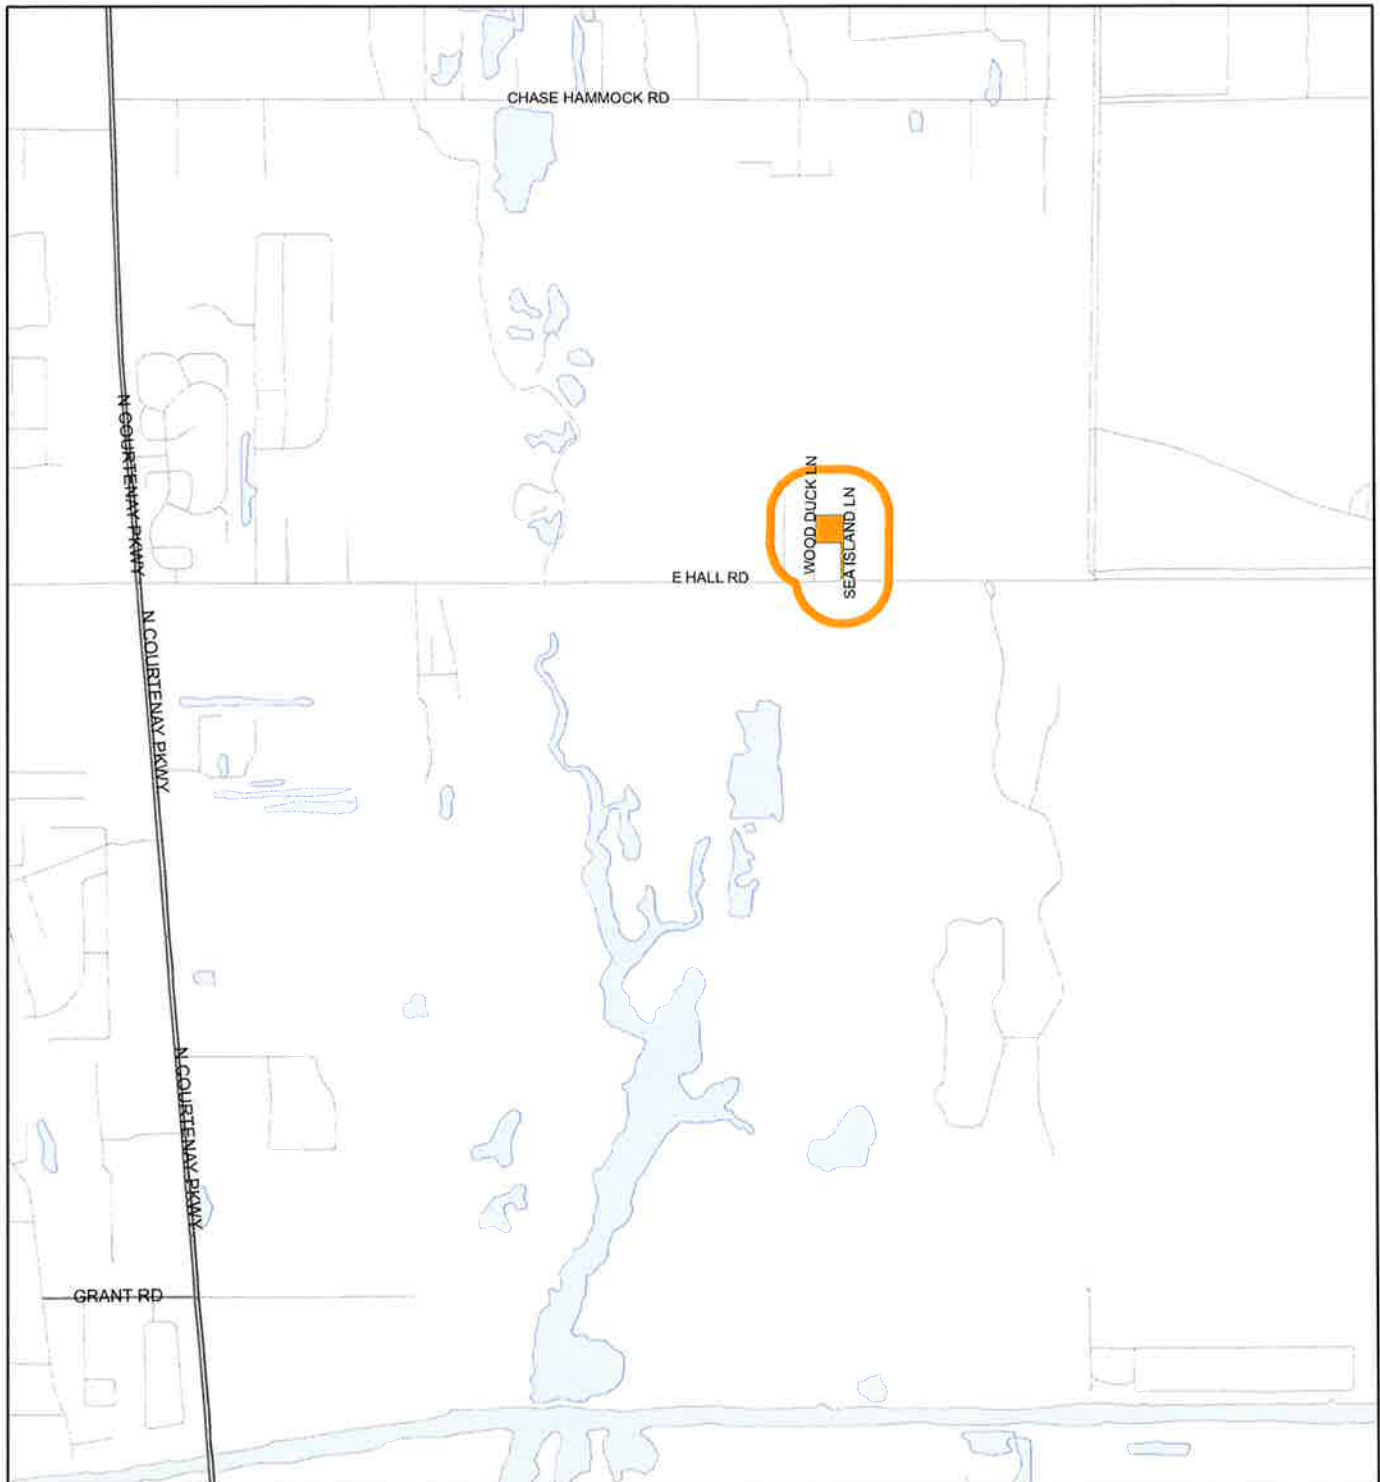 CHASE HAMMOCK RD
N COURTENAY PKWY
WOOD DUCK LN
SEA ISLAND LN
E HALL RD
N COURTENAY PKWY
N COURTENAY PKWY
GRANT RD